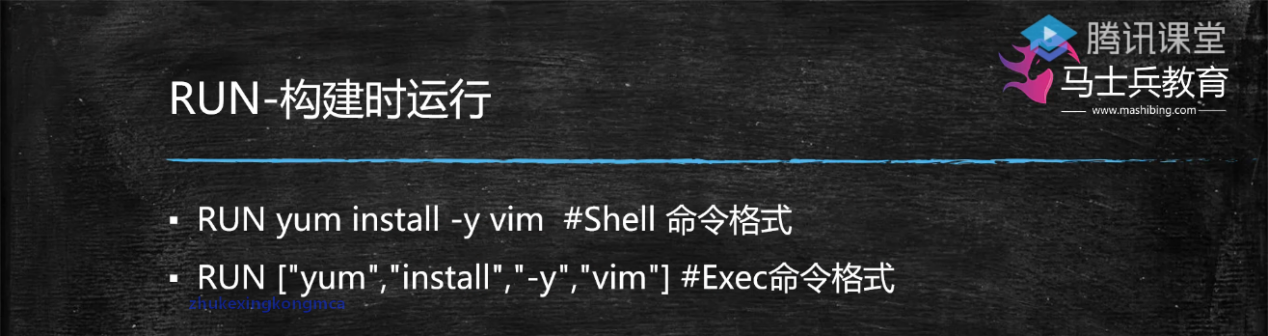 腾讯课堂
马士兵教育
www.mashibing.com
RUN-构建时运行
▪ RUN yum install -y vim #Shell 命令格式
▪ RUN ["yum","install","-y","vim"] #Exec命令格式